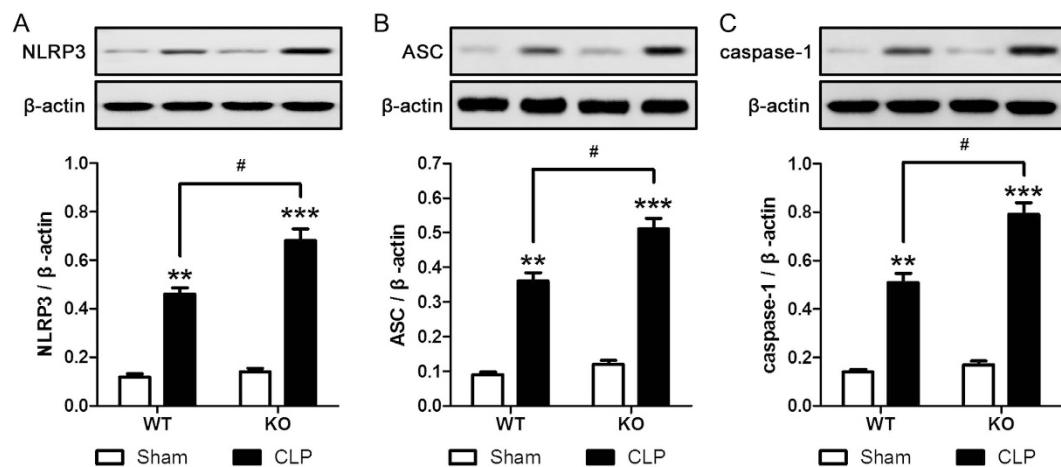 A
NLRP3
β-actin
#
1.0
0.8
0.6
0.4
0.2
0.0
NLRP3 / β -actin
**
***
WT
KO
Sham
CLP
B
ASC
β-actin
#
0.7
0.6
0.5
0.4
0.3
0.2
0.1
0.0
ASC / β -actin
**
***
WT
KO
Sham
CLP
C
caspase-1
β-actin
#
1.0
0.8
0.6
0.4
0.2
0.0
caspase-1 / β -actin
**
***
WT
KO
Sham
CLP